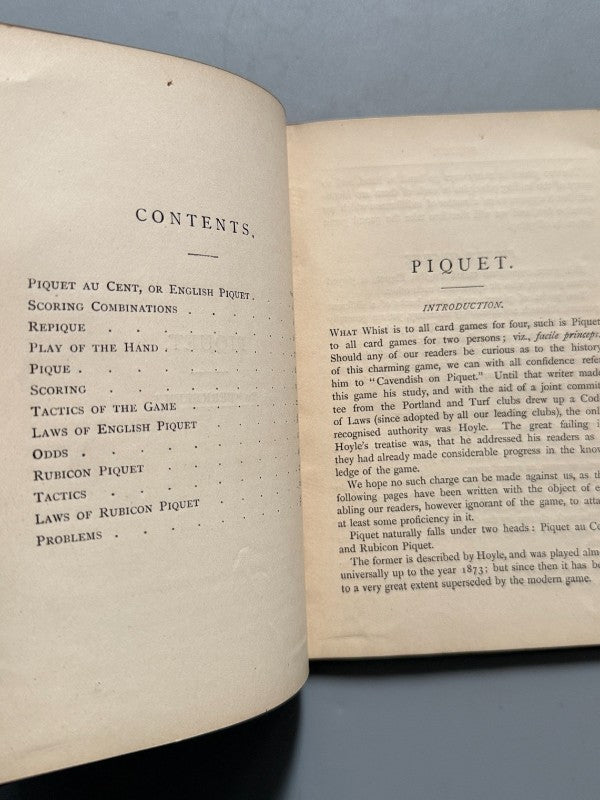 CONTENTS.
PIQUET AU CENT, OR ENGLISH PIQUET.
SCORING COMBINATIONS . . . .
REPIQUE . . . . . .
PLAY OF THE HAND . . . . .
PIQUE . . . . . . .
SCORING . . . . . .
TACTICS OF THE GAME . . . .
LAWS OF ENGLISH PIQUET . . .
ODDS . . . . . . .
RUBICON PIQUET . . . . .
TACTICS . . . . . .
LAWS OF RUBICON PIQUET . . .
PROBLEMS . . . . . .
PIQUET.
INTRODUCTION.
WHAT Whist is to all card games for four, such is Piquet
to all card games for two persons; viz., facile princeps.
Should any of our readers be curious as to the history
of this charming game, we can with all confidence refer
him to "Cavendish on Piquet." Until that writer made
this game his study, and with the aid of a joint commit-
tee from the Portland and Turf clubs drew up a Code
of Laws (since adopted by all our leading clubs), the only
recognised authority was Hoyle. The great failing i
Hoyle's treatise was, that he addressed his readers as
they had already made considerable progress in the know
ledge of the game.
We hope no such charge can be made against us, as th
following pages have been written with the object of e
abling our readers, however ignorant of the game, to atta
at least some proficiency in it.
Piquet naturally falls under two heads: Piquet au Ce
and Rubicon Piquet.
The former is described by Hoyle, and was played almo
universally up to the year 1873; but since then it has be
to a very great extent superseded by the modern game.